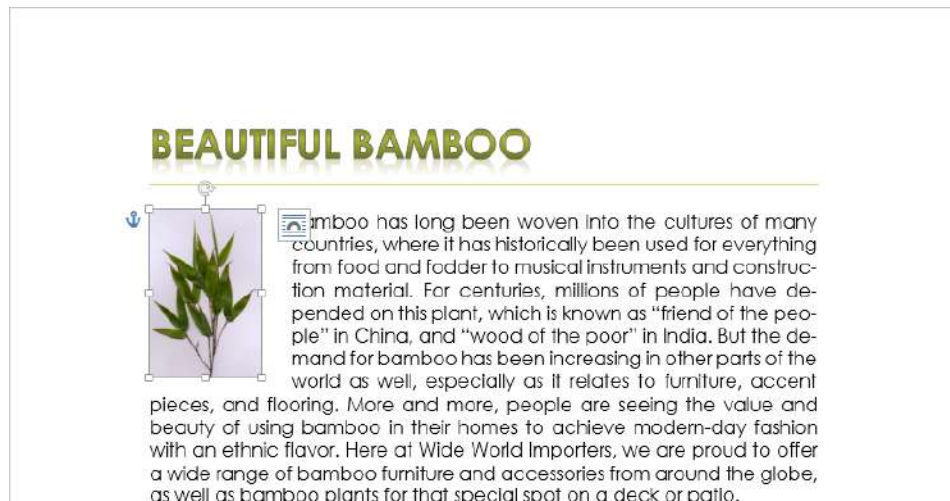 BEAUTIFUL BAMBOO
amboo has long been woven into the cultures of many
countries, where it has historically been used for everything
from food and fodder to musical instruments and construc-
tion material. For centuries, millions of people have de-
pended on this plant, which is known as “friend of the peo-
ple” in China, and “wood of the poor” in India. But the de-
mand for bamboo has been increasing in other parts of the
world as well, especially as it relates to furniture, accent
pieces, and flooring. More and more, people are seeing the value and
beauty of using bamboo in their homes to achieve modern-day fashion
with an ethnic flavor. Here at Wide World Importers, we are proud to offer
a wide range of bamboo furniture and accessories from around the globe,
as well as bamboo plants for that special spot on a deck or patio.